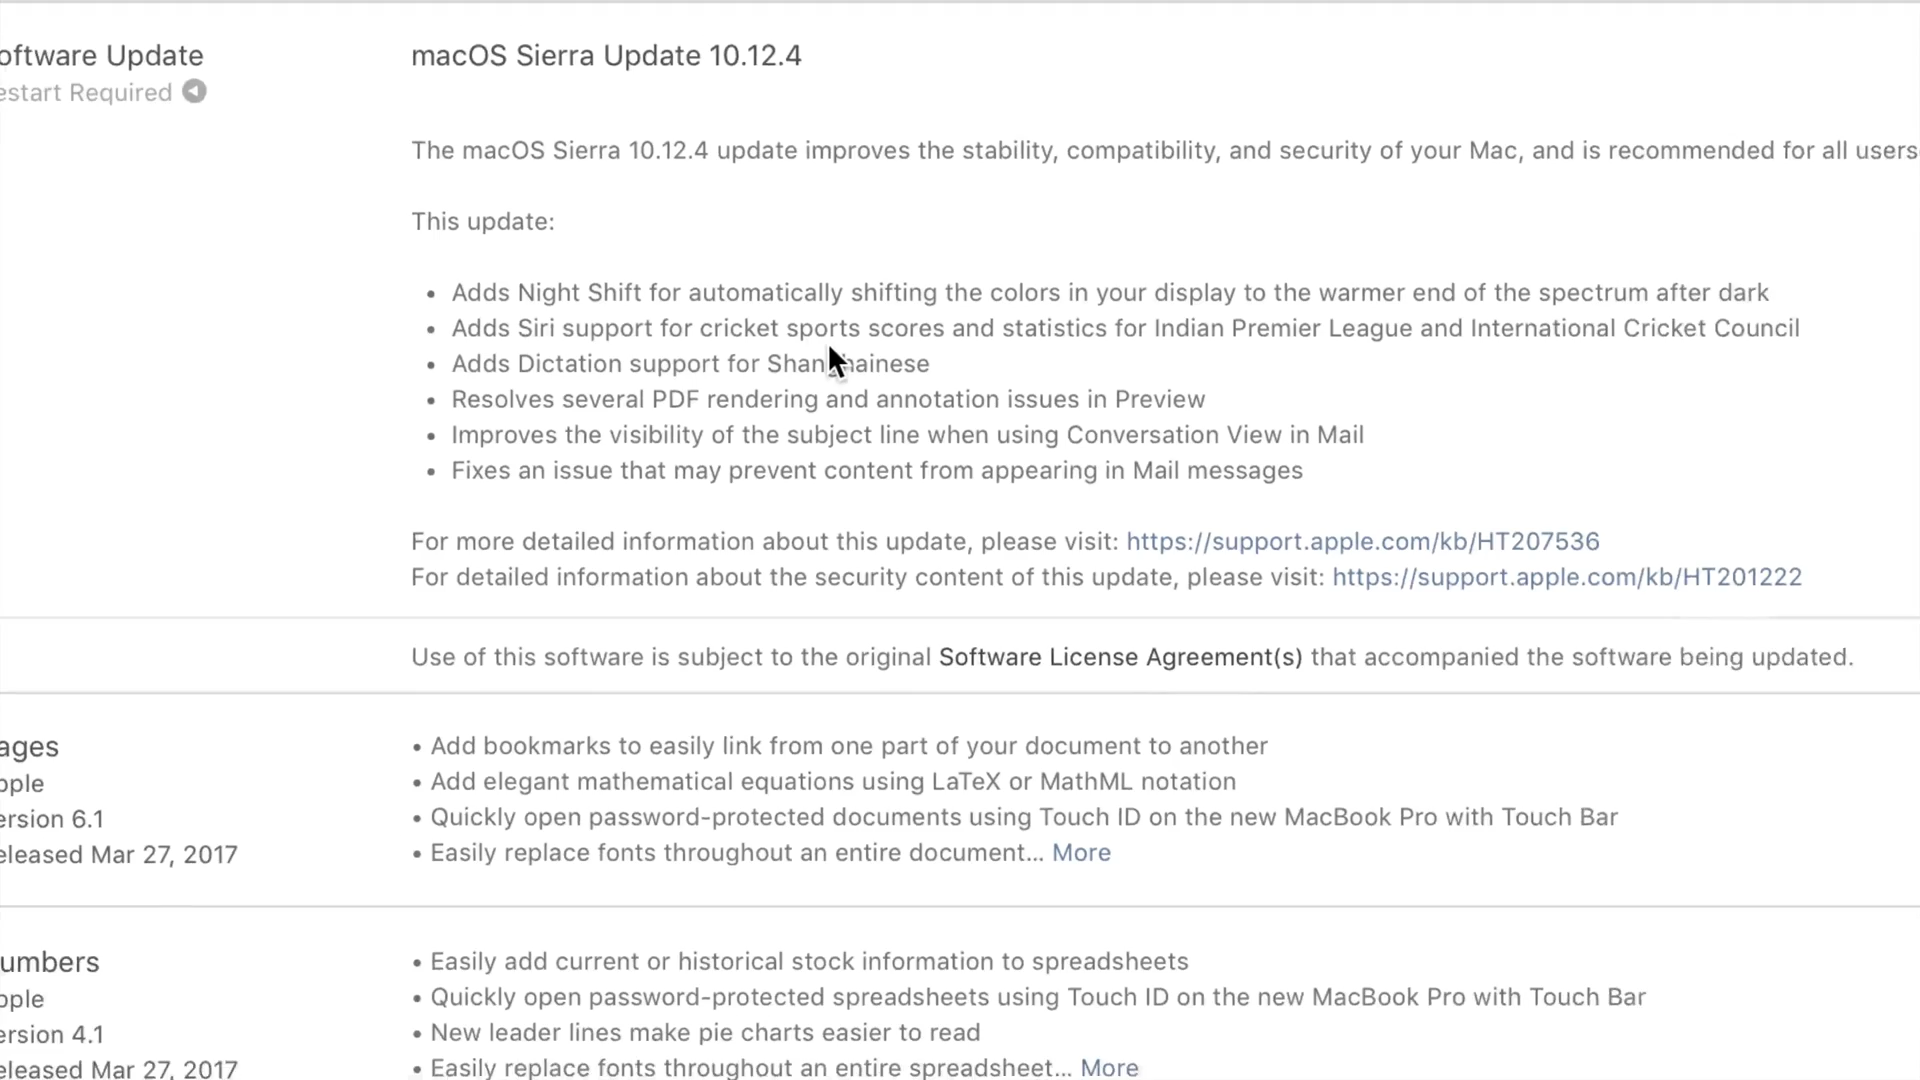 oftware Update
estart Required
macOS Sierra Update 10.12.4
The macOS Sierra 10.12.4 update improves the stability, compatibility, and security of your Mac, and is recommended for all users
This update:
• Adds Night Shift for automatically shifting the colors in your display to the warmer end of the spectrum after dark
• Adds Siri support for cricket sports scores and statistics for Indian Premier League and International Cricket Council
• Adds Dictation support for Shanghainese
• Resolves several PDF rendering and annotation issues in Preview
• Improves the visibility of the subject line when using Conversation View in Mail
• Fixes an issue that may prevent content from appearing in Mail messages
For more detailed information about this update, please visit: https://support.apple.com/kb/HT207536
For detailed information about the security content of this update, please visit: https://support.apple.com/kb/HT201222
Use of this software is subject to the original Software License Agreement(s) that accompanied the software being updated.
ages
pple
ersion 6.1
eleased Mar 27, 2017
• Add bookmarks to easily link from one part of your document to another
• Add elegant mathematical equations using LaTeX or MathML notation
• Quickly open password-protected documents using Touch ID on the new MacBook Pro with Touch Bar
• Easily replace fonts throughout an entire document... More
umbers
pple
ersion 4.1
eleased Mar 27, 2017
• Easily add current or historical stock information to spreadsheets
• Quickly open password-protected spreadsheets using Touch ID on the new MacBook Pro with Touch Bar
• New leader lines make pie charts easier to read
• Easily replace fonts throughout an entire spreadsheet... More